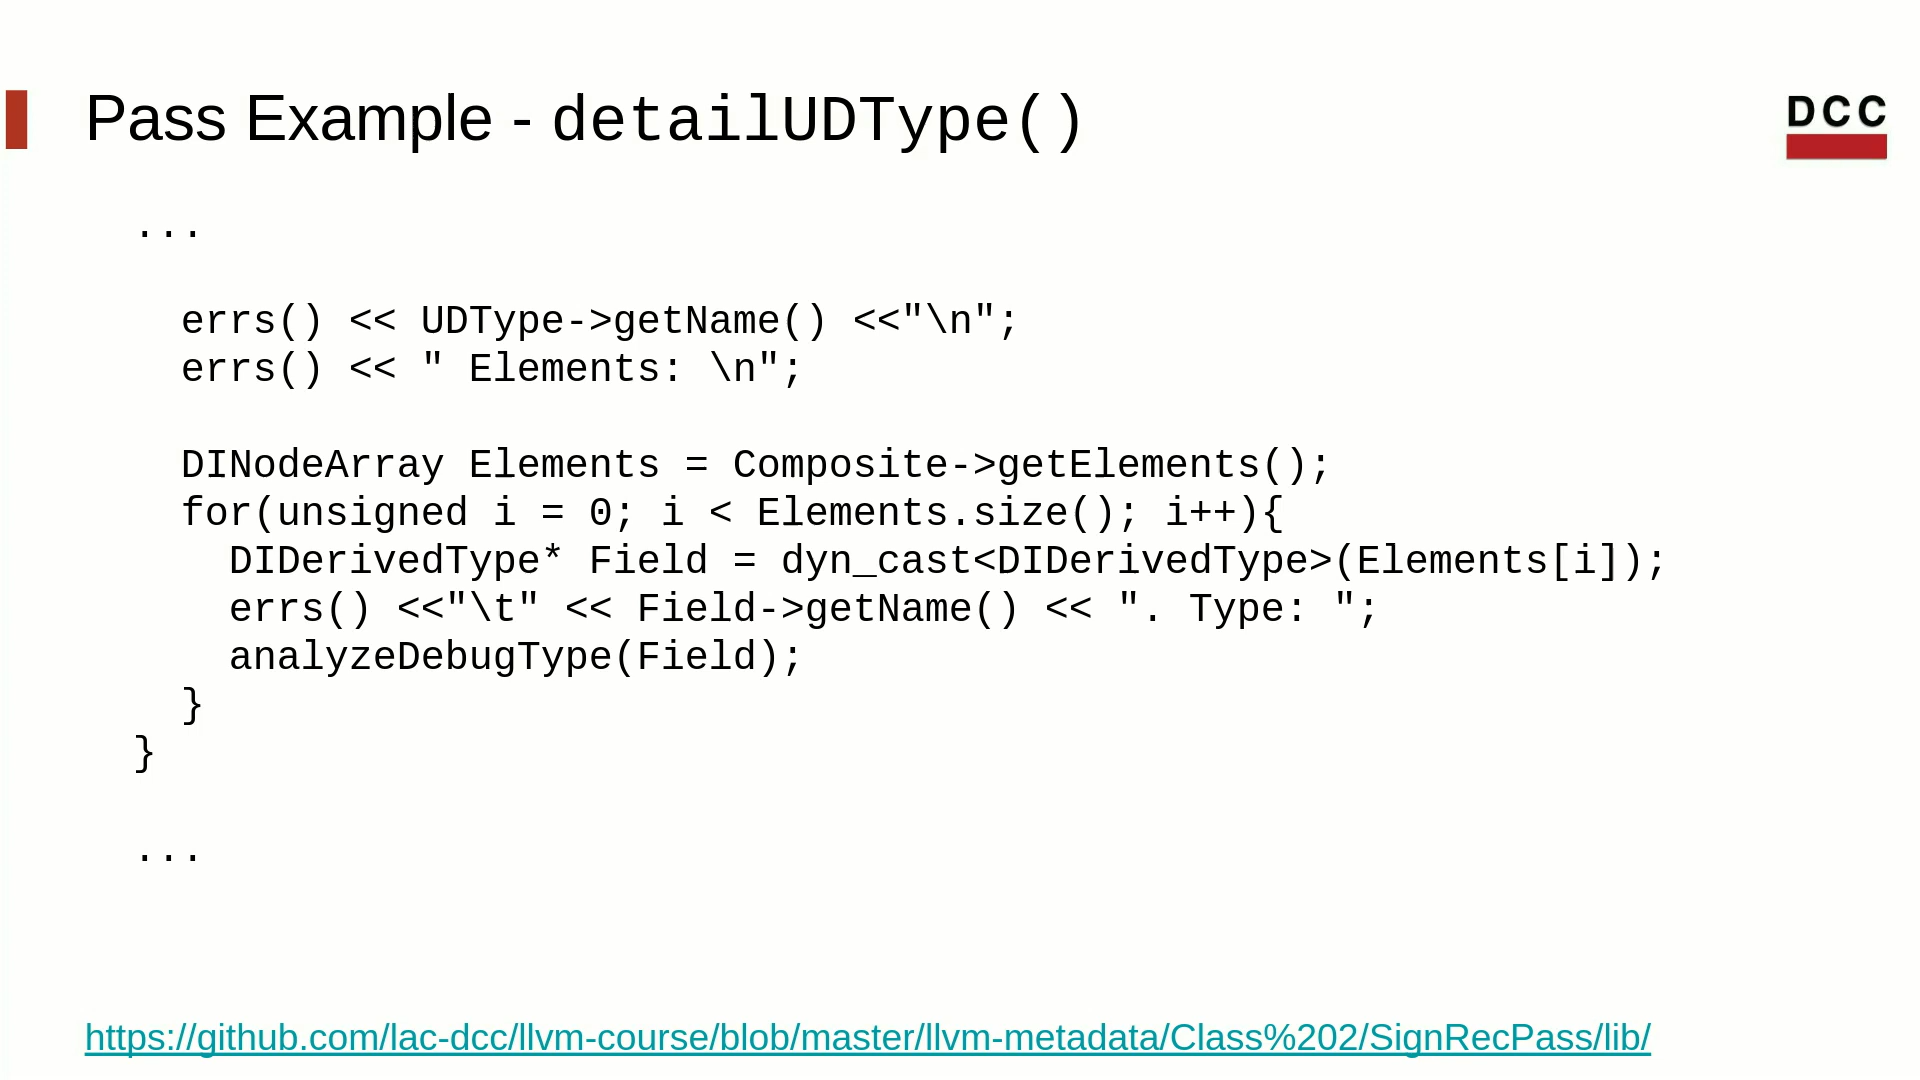 Pass Example - detailUDType()
DCC
...
errs() << UDType->getName() <<"\n";
errs() << " Elements: \n";
DINodeArray Elements = Composite->getElements();
for(unsigned i = 0; i < Elements.size(); i++){
DIDerivedType* Field = dyn_cast<DIDerivedType>(Elements[i]);
errs() <<"\t" << Field->getName() << ". Type: ";
analyzeDebugType(Field);
}
}
...
https://github.com/lac-dcc/llvm-course/blob/master/llvm-metadata/Class%202/SignRecPass/lib/